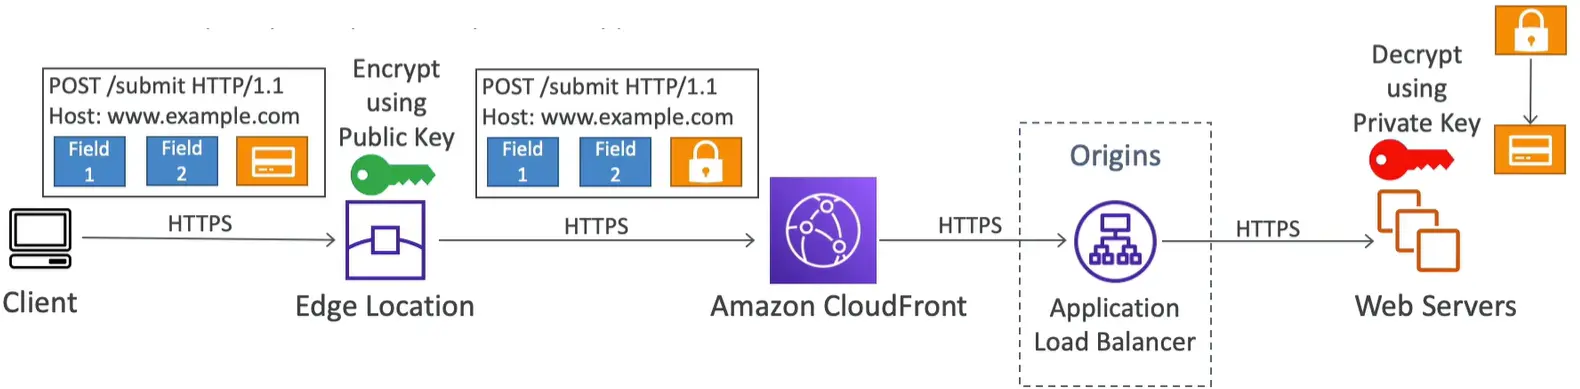 POST /submit HTTP/1.1
Host: www.example.com
Field
1
Field
2
Encrypt
using
Public Key
POST /submit HTTP/1.1
Host: www.example.com
Field
1
Field
2
Decrypt
using
Private Key
Origins
HTTPS
HTTPS
HTTPS
HTTPS
Client
Edge Location
Amazon CloudFront
Application
Load Balancer
Web Servers